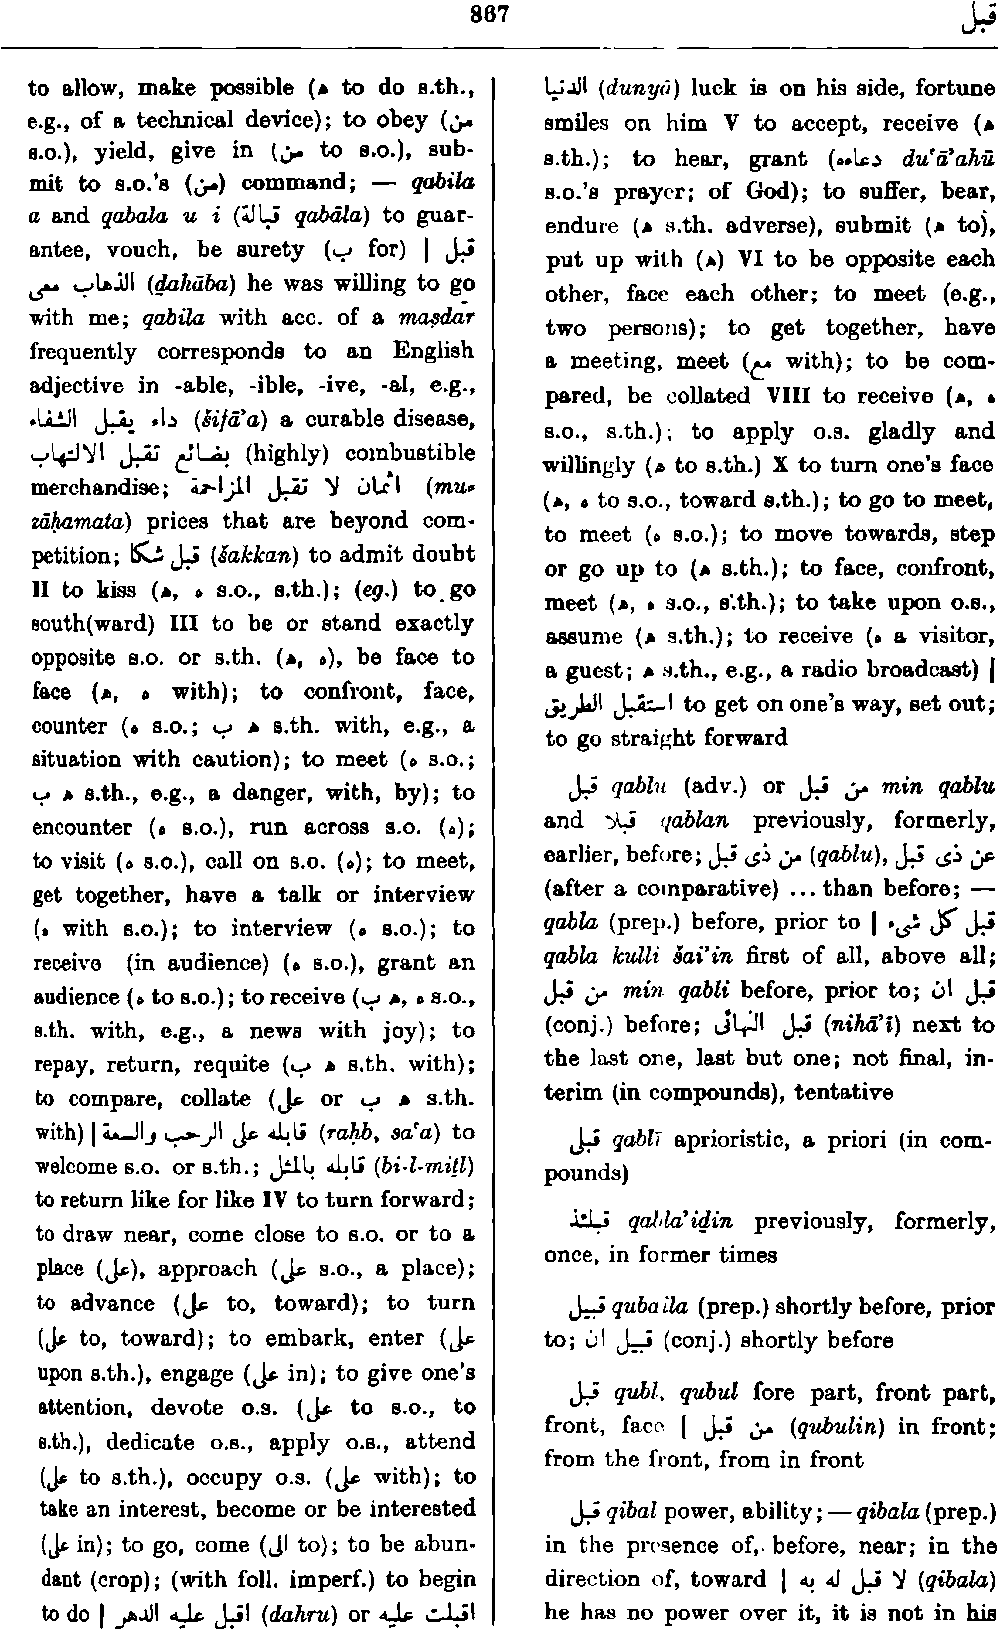 867
قبل
to allow, make possible (ه to do s.th.,
e.g., of a technical device); to obey (من
s.o.), yield, give in (من to s.o.), sub-
mit to s.o.'s (من) command; — qabila
a and qabala u i (قبالة qabāla) to guar-
antee, vouch, be surety (ب for) | قبل
الذهاب معى (ḏahāba) he was willing to go
with me; qabila with acc. of a maṣdar
frequently corresponds to an English
adjective in -able, -ible, -ive, -al, e.g.,
داء يقبل الشفاء (šifā'a) a curable disease,
بضائع تقبل الالتهاب (highly) combustible
merchandise; اثمان لا تقبل المزاحمة (mu-
zāḥamata) prices that are beyond com-
petition; قبل شكا (šakkan) to admit doubt
II to kiss (ه, ه s.o., s.th.); (eg.) to go
south(ward) III to be or stand exactly
opposite s.o. or s.th. (ه, ه), be face to
face (ه, ه with); to confront, face,
counter (ه s.o.; ه ب s.th. with, e.g., a
situation with caution); to meet (ه s.o.;
ه ب s.th., e.g., a danger, with, by); to
encounter (ه s.o.), run across s.o. (ه);
to visit (ه s.o.), call on s.o. (ه); to meet,
get together, have a talk or interview
(ه with s.o.); to interview (ه s.o.); to
receive (in audience) (ه s.o.), grant an
audience (ه to s.o.); to receive (ب ه, ه s.o.,
s.th. with, e.g., a news with joy); to
repay, return, requite (ه ب s.th. with);
to compare, collate (ه ب or على s.th.
with) | قابله على الرحب والسعة (raḥb, sa'a) to
welcome s.o. or s.th.; قابله بالمثل (bi-l-miṯl)
to return like for like IV to turn forward;
to draw near, come close to s.o. or to a
place (على), approach (على s.o., a place);
to advance (على to, toward); to turn
(على to, toward); to embark, enter (على
upon s.th.), engage (على in); to give one's
attention, devote o.s. (على to s.o., to
s.th.), dedicate o.s., apply o.s., attend
(على to s.th.), occupy o.s. (على with); to
take an interest, become or be interested
(على in); to go, come (الى to); to be abun-
dant (crop); (with foll. imperf.) to begin
to do | اقبل عليه الدهر (dahru) or اقبلت عليه
الدنيا (dunyā) luck is on his side, fortune
smiles on him V to accept, receive (ه
s.th.); to hear, grant (دعاءه du'ā'ahū
s.o.'s prayer; of God); to suffer, bear,
endure (ه s.th. adverse), submit (ه to),
put up with (ه) VI to be opposite each
other, face each other; to meet (e.g.,
two persons); to get together, have
a meeting, meet (مع with); to be com-
pared, be collated VIII to receive (ه, ه
s.o., s.th.); to apply o.s. gladly and
willingly (ه to s.th.) X to turn one's face
(ه, ه to s.o., toward s.th.); to go to meet,
to meet (ه s.o.); to move towards, step
or go up to (ه s.th.); to face, confront,
meet (ه, ه s.o., s.th.); to take upon o.s.,
assume (ه s.th.); to receive (ه a visitor,
a guest; ه s.th., e.g., a radio broadcast) |
استقبل الطريق to get on one's way, set out;
to go straight forward
قبل qablu (adv.) or من قبل min qablu
and قبلا qablan previously, formerly,
earlier, before; من ذى قبل (qablu), عن ذى قبل
(after a comparative) ... than before; —
qabla (prep.) before, prior to | قبل كل شىء
qabla kulli šai'in first of all, above all;
من قبل min qabli before, prior to; قبل ان
(conj.) before; قبل النهائى (nihā'ī) next to
the last one, last but one; not final, in-
terim (in compounds), tentative
قبلى qablī aprioristic, a priori (in com-
pounds)
قبلئذ qabla'iḏin previously, formerly,
once, in former times
قبيل qubaila (prep.) shortly before, prior
to; قبيل ان (conj.) shortly before
قبل qubl, qubul fore part, front part,
front, face | من قبل (qubulin) in front;
from the front, from in front
قبل qibal power, ability; — qibala (prep.)
in the presence of, before, near; in the
direction of, toward | لا قبل له به (qibala)
he has no power over it, it is not in his